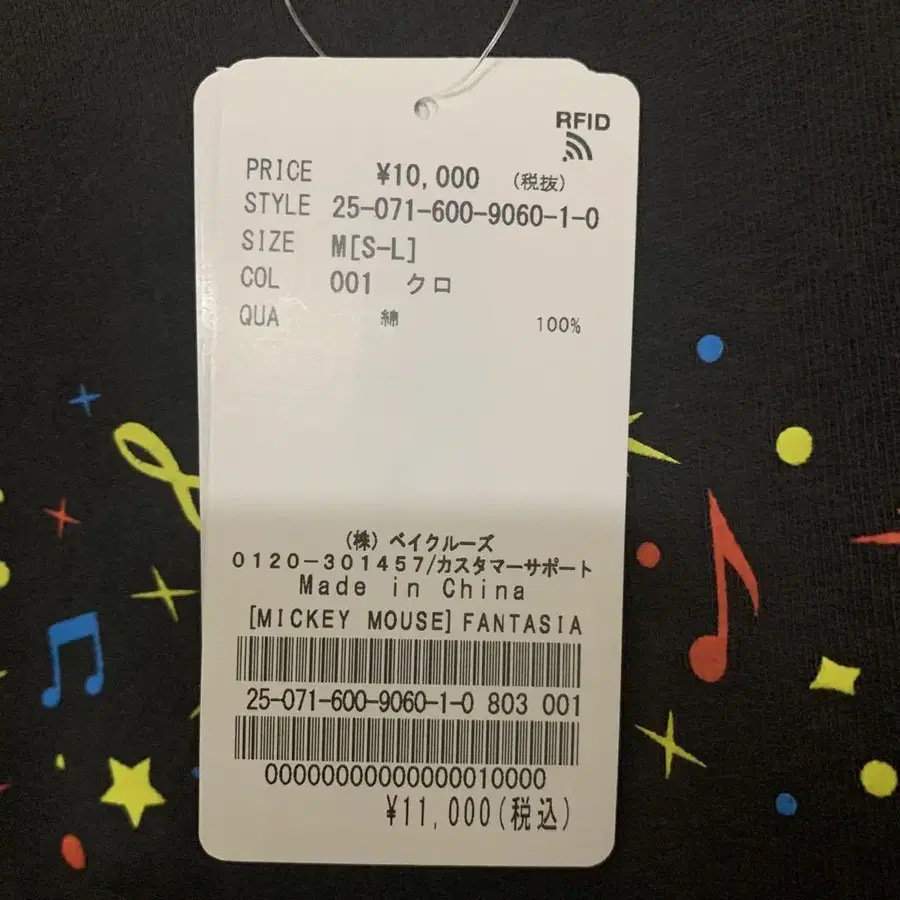 RFID
PRICE ¥10,000 (税抜)
STYLE 25-071-600-9060-1-0
SIZE M[S-L]
COL 001 クロ
QUA 綿 100%
(株) ベイクルーズ
0120-301457/カスタマーサポート
Made in China
[MICKEY MOUSE] FANTASIA
25-071-600-9060-1-0 803 001
00000000000000010000
¥11,000(税込)